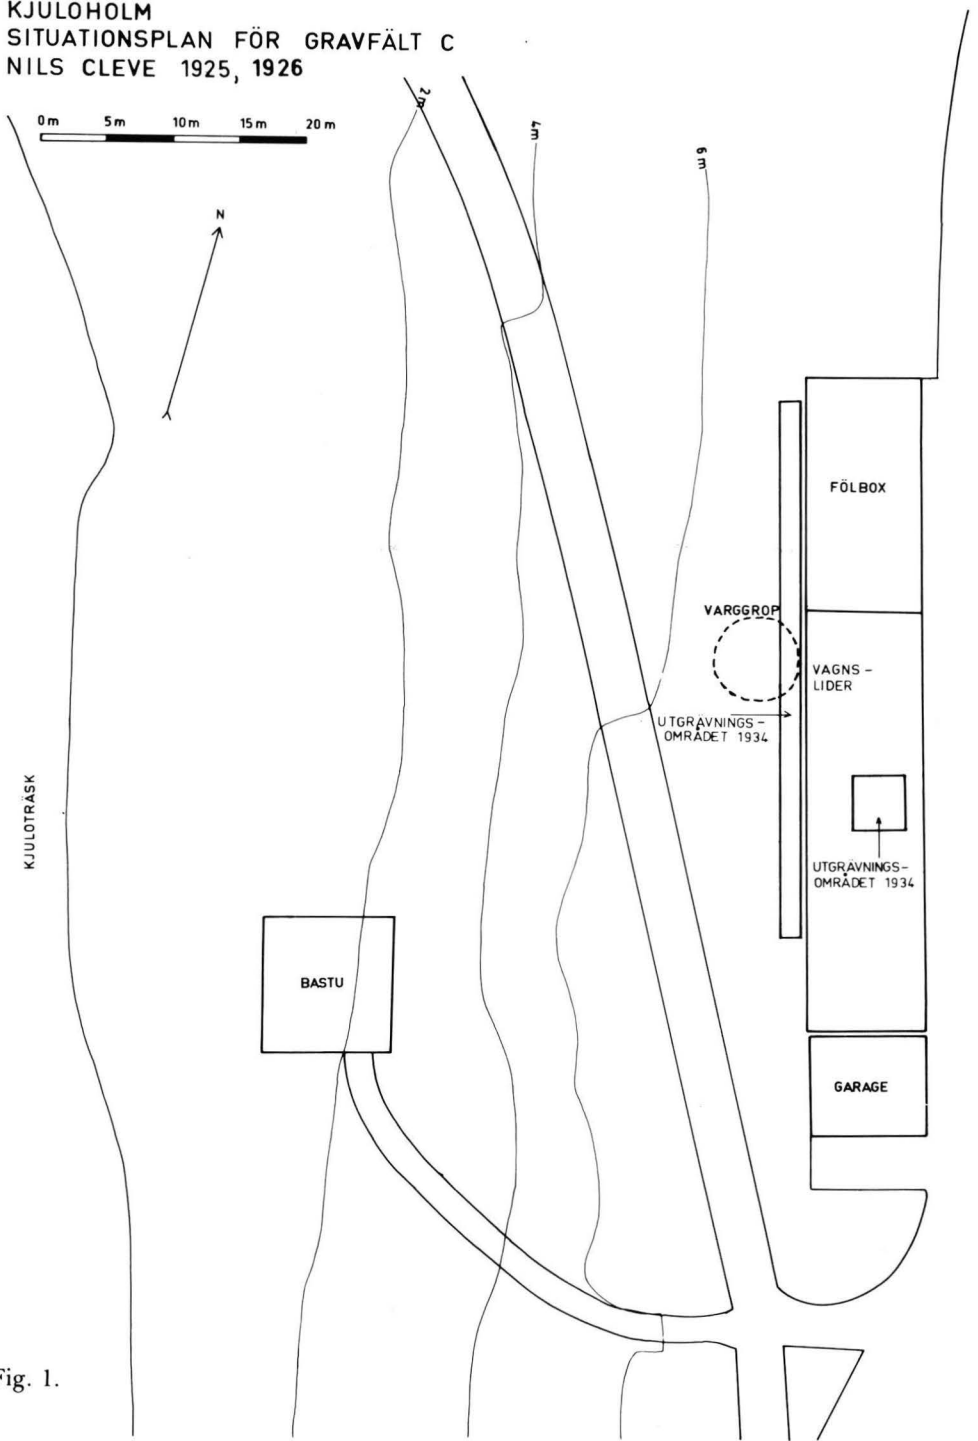 KJULOHOLM
SITUATIONSPLAN FÖR GRAVFÄLT C
NILS CLEVE 1925, 1926
0m 5m 10m 15m 20m
2m
4m
6m
N
FÖLBOX
VARGGROP
VAGNS-
LIDER
UTGRÄVNINGS-
OMRÅDET 1934
KJULOTRÄSK
UTGRÄVNINGS-
OMRÅDET 1934
BASTU
GARAGE
Fig. 1.